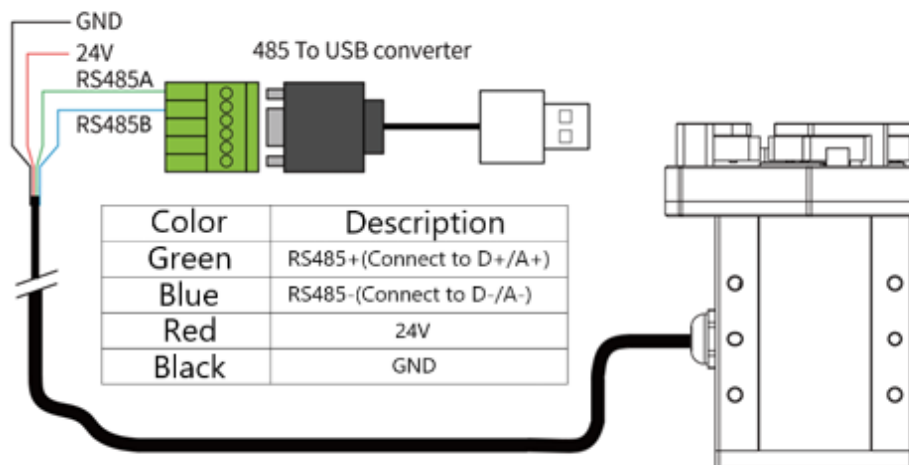 GND
24V
485 To USB converter
RS485A
RS485B
Color Description
Green RS485+(Connect to D+/A+)
Blue RS485-(Connect to D-/A-)
Red 24V
Black GND